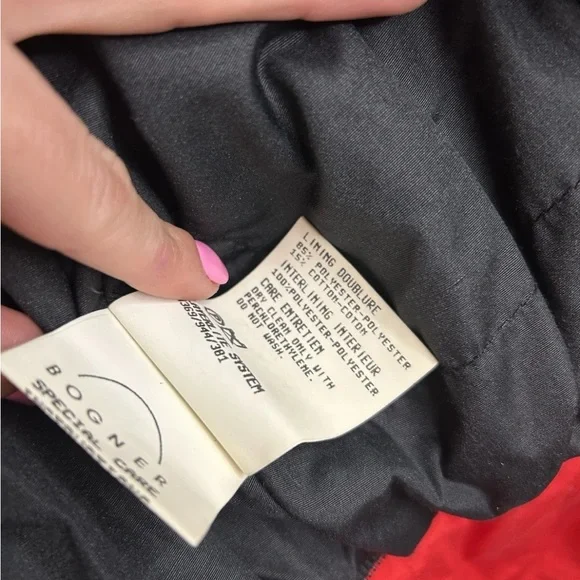 BOGNER
SPECIAL CARE
SYSTEM
LINING DOUBLURE
85% POLYESTER-POLYESTER
15% COTTON-COTON
INTERLINING INTERIEUR
100%POLYESTER-POLYESTER
CARE ENTRETIEN
DRY CLEAN ONLY WITH
PERCHLORETHYLENE.
DO NOT WASH.